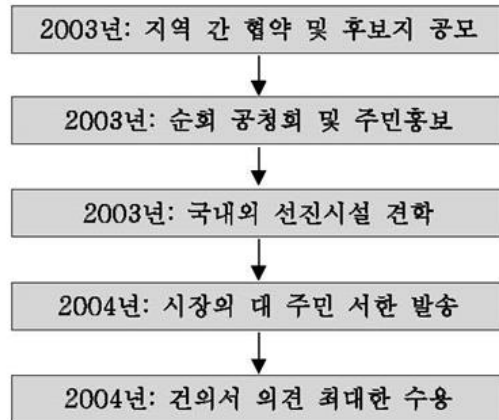 2003년: 지역 간 협약 및 후보지 공모
2003년: 순회 공청회 및 주민홍보
2003년: 국내외 선진시설 견학
2004년: 시장의 대 주민 서한 발송
2004년: 건의서 의견 최대한 수용